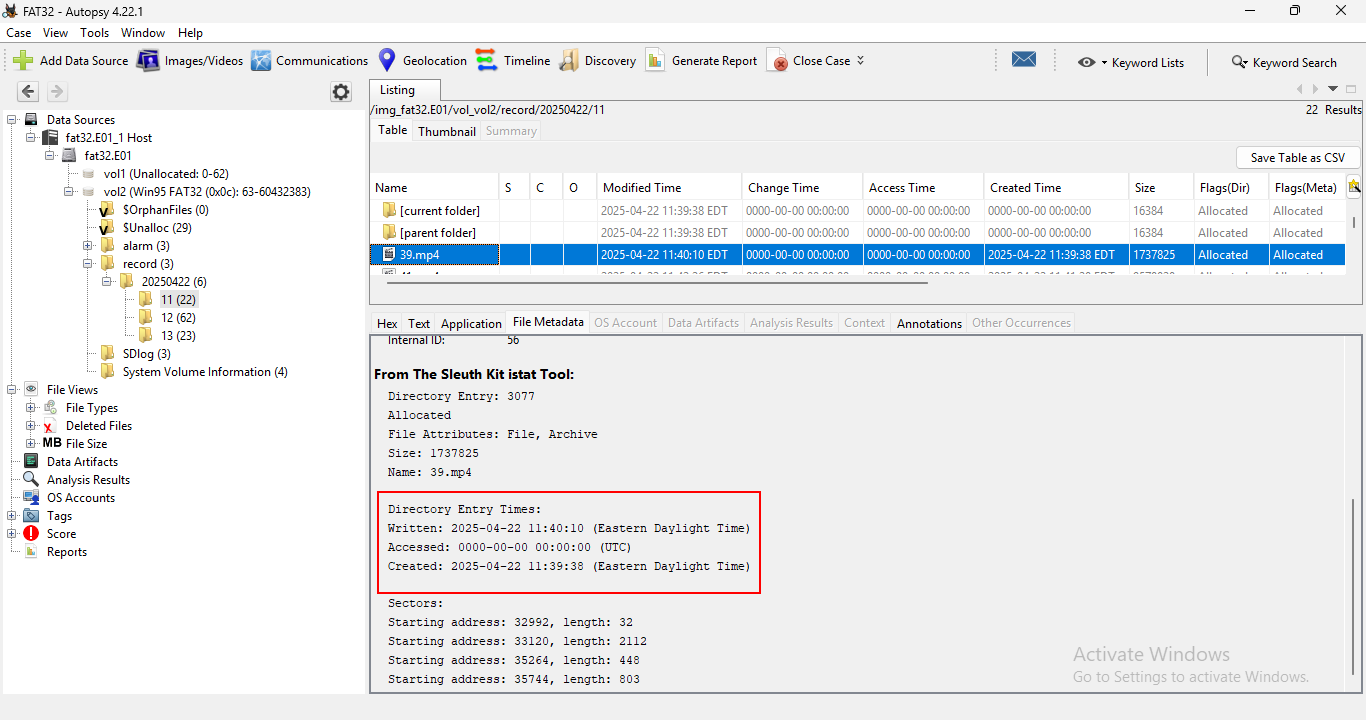 FAT32 - Autopsy 4.22.1
Case View Tools Window Help
Add Data Source Images/Videos Communications Geolocation Timeline Discovery Generate Report Close Case Keyword Lists Keyword Search
Listing
/img_fat32.E01/vol_vol2/record/20250422/11 22 Results
Table Thumbnail Summary
Save Table as CSV
Name S C O Modified Time Change Time Access Time Created Time Size Flags(Dir) Flags(Meta)
[current folder] 2025-04-22 11:39:38 EDT 0000-00-00 00:00:00 0000-00-00 00:00:00 0000-00-00 00:00:00 16384 Allocated Allocated
[parent folder] 2025-04-22 11:39:38 EDT 0000-00-00 00:00:00 0000-00-00 00:00:00 0000-00-00 00:00:00 16384 Allocated Allocated
39.mp4 2025-04-22 11:40:10 EDT 0000-00-00 00:00:00 0000-00-00 00:00:00 2025-04-22 11:39:38 EDT 1737825 Allocated Allocated
Data Sources
fat32.E01_1 Host
fat32.E01
vol1 (Unallocated: 0-62)
vol2 (Win95 FAT32 (0x0c): 63-60432383)
$OrphanFiles (0)
$Unalloc (29)
alarm (3)
record (3)
20250422 (6)
11 (22)
12 (62)
13 (23)
SDlog (3)
System Volume Information (4)
File Views
File Types
Deleted Files
MB File Size
Data Artifacts
Analysis Results
OS Accounts
Tags
Score
Reports
Hex Text Application File Metadata OS Account Data Artifacts Analysis Results Context Annotations Other Occurrences
Internal ID: 56
From The Sleuth Kit istat Tool:
Directory Entry: 3077
Allocated
File Attributes: File, Archive
Size: 1737825
Name: 39.mp4
Directory Entry Times:
Written: 2025-04-22 11:40:10 (Eastern Daylight Time)
Accessed: 0000-00-00 00:00:00 (UTC)
Created: 2025-04-22 11:39:38 (Eastern Daylight Time)
Sectors:
Starting address: 32992, length: 32
Starting address: 33120, length: 2112
Starting address: 35264, length: 448
Starting address: 35744, length: 803
Activate Windows
Go to Settings to activate Windows.